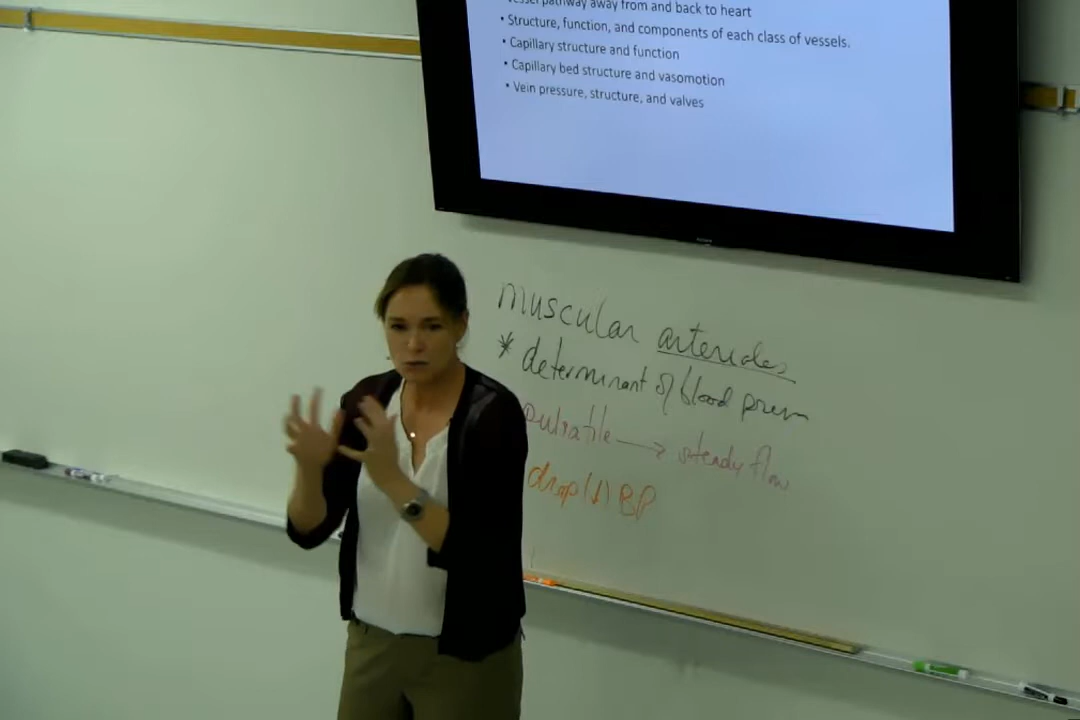 Vessel pathway away from and back to heart
• Structure, function, and components of each class of vessels.
• Capillary structure and function
• Capillary bed structure and vasomotion
• Vein pressure, structure, and valves
muscular arterioles
* determinant of blood press
pulsatile → steady flow
drop (↓) BP